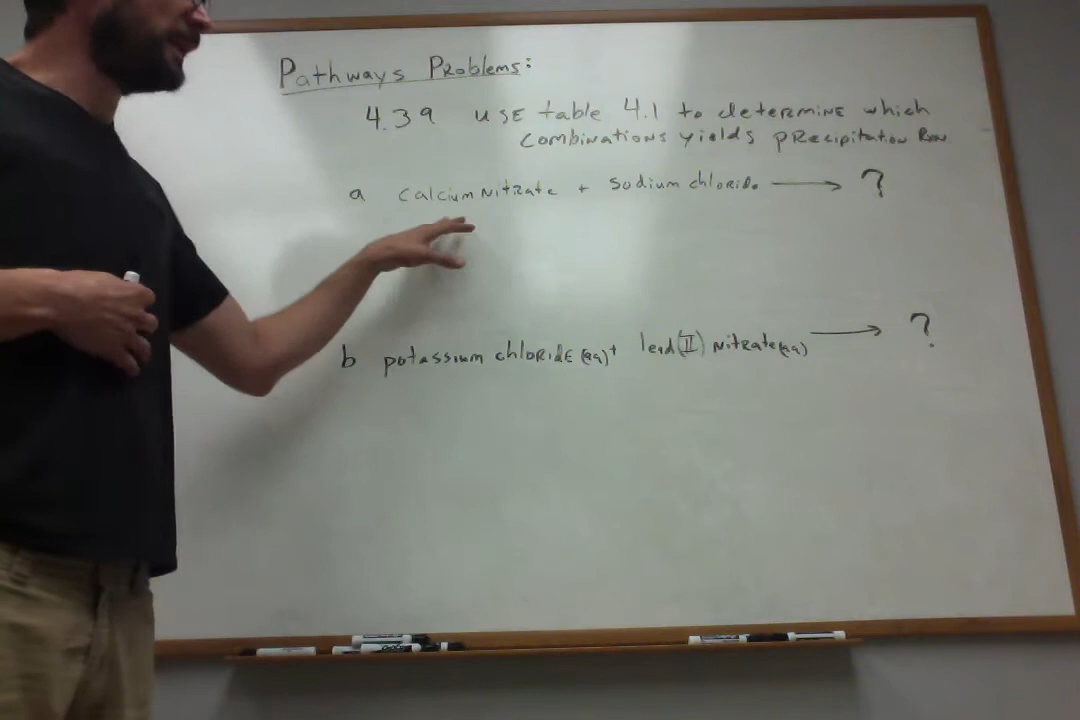 Pathways Problems:
4.39 use table 4.1 to determine which
combinations yields precipitation Rxn
a calcium nitrate + sodium chloride ⟶ ?
b potassium chloride (aq) + lead (II) nitrate (aq) ⟶ ?